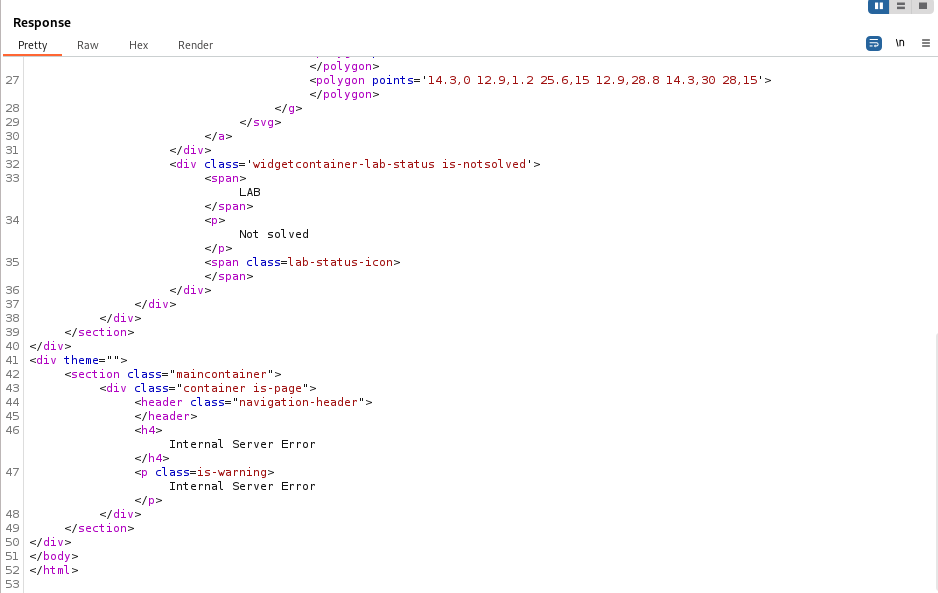 Response
Pretty Raw Hex Render \n
</polygon>
27 <polygon points='14.3,0 12.9,1.2 25.6,15 12.9,28.8 14.3,30 28,15'>
</polygon>
28 </g>
29 </svg>
30 </a>
31 </div>
32 <div class='widgetcontainer-lab-status is-notsolved'>
33 <span>
LAB
</span>
34 <p>
Not solved
</p>
35 <span class=lab-status-icon>
</span>
36 </div>
37 </div>
38 </div>
39 </section>
40 </div>
41 <div theme="">
42 <section class="maincontainer">
43 <div class="container is-page">
44 <header class="navigation-header">
45 </header>
46 <h4>
Internal Server Error
</h4>
47 <p class=is-warning>
Internal Server Error
</p>
48 </div>
49 </section>
50 </div>
51 </body>
52 </html>
53